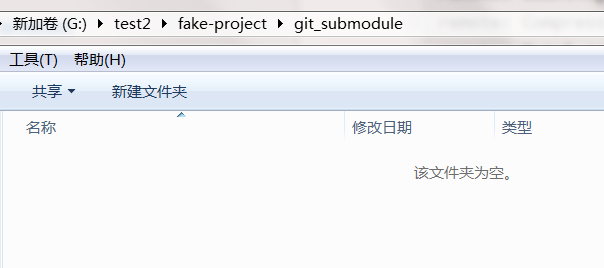 新加卷 (G:) test2 fake-project git_submodule
工具(T) 帮助(H)
共享 新建文件夹
名称 修改日期 类型
该文件夹为空。